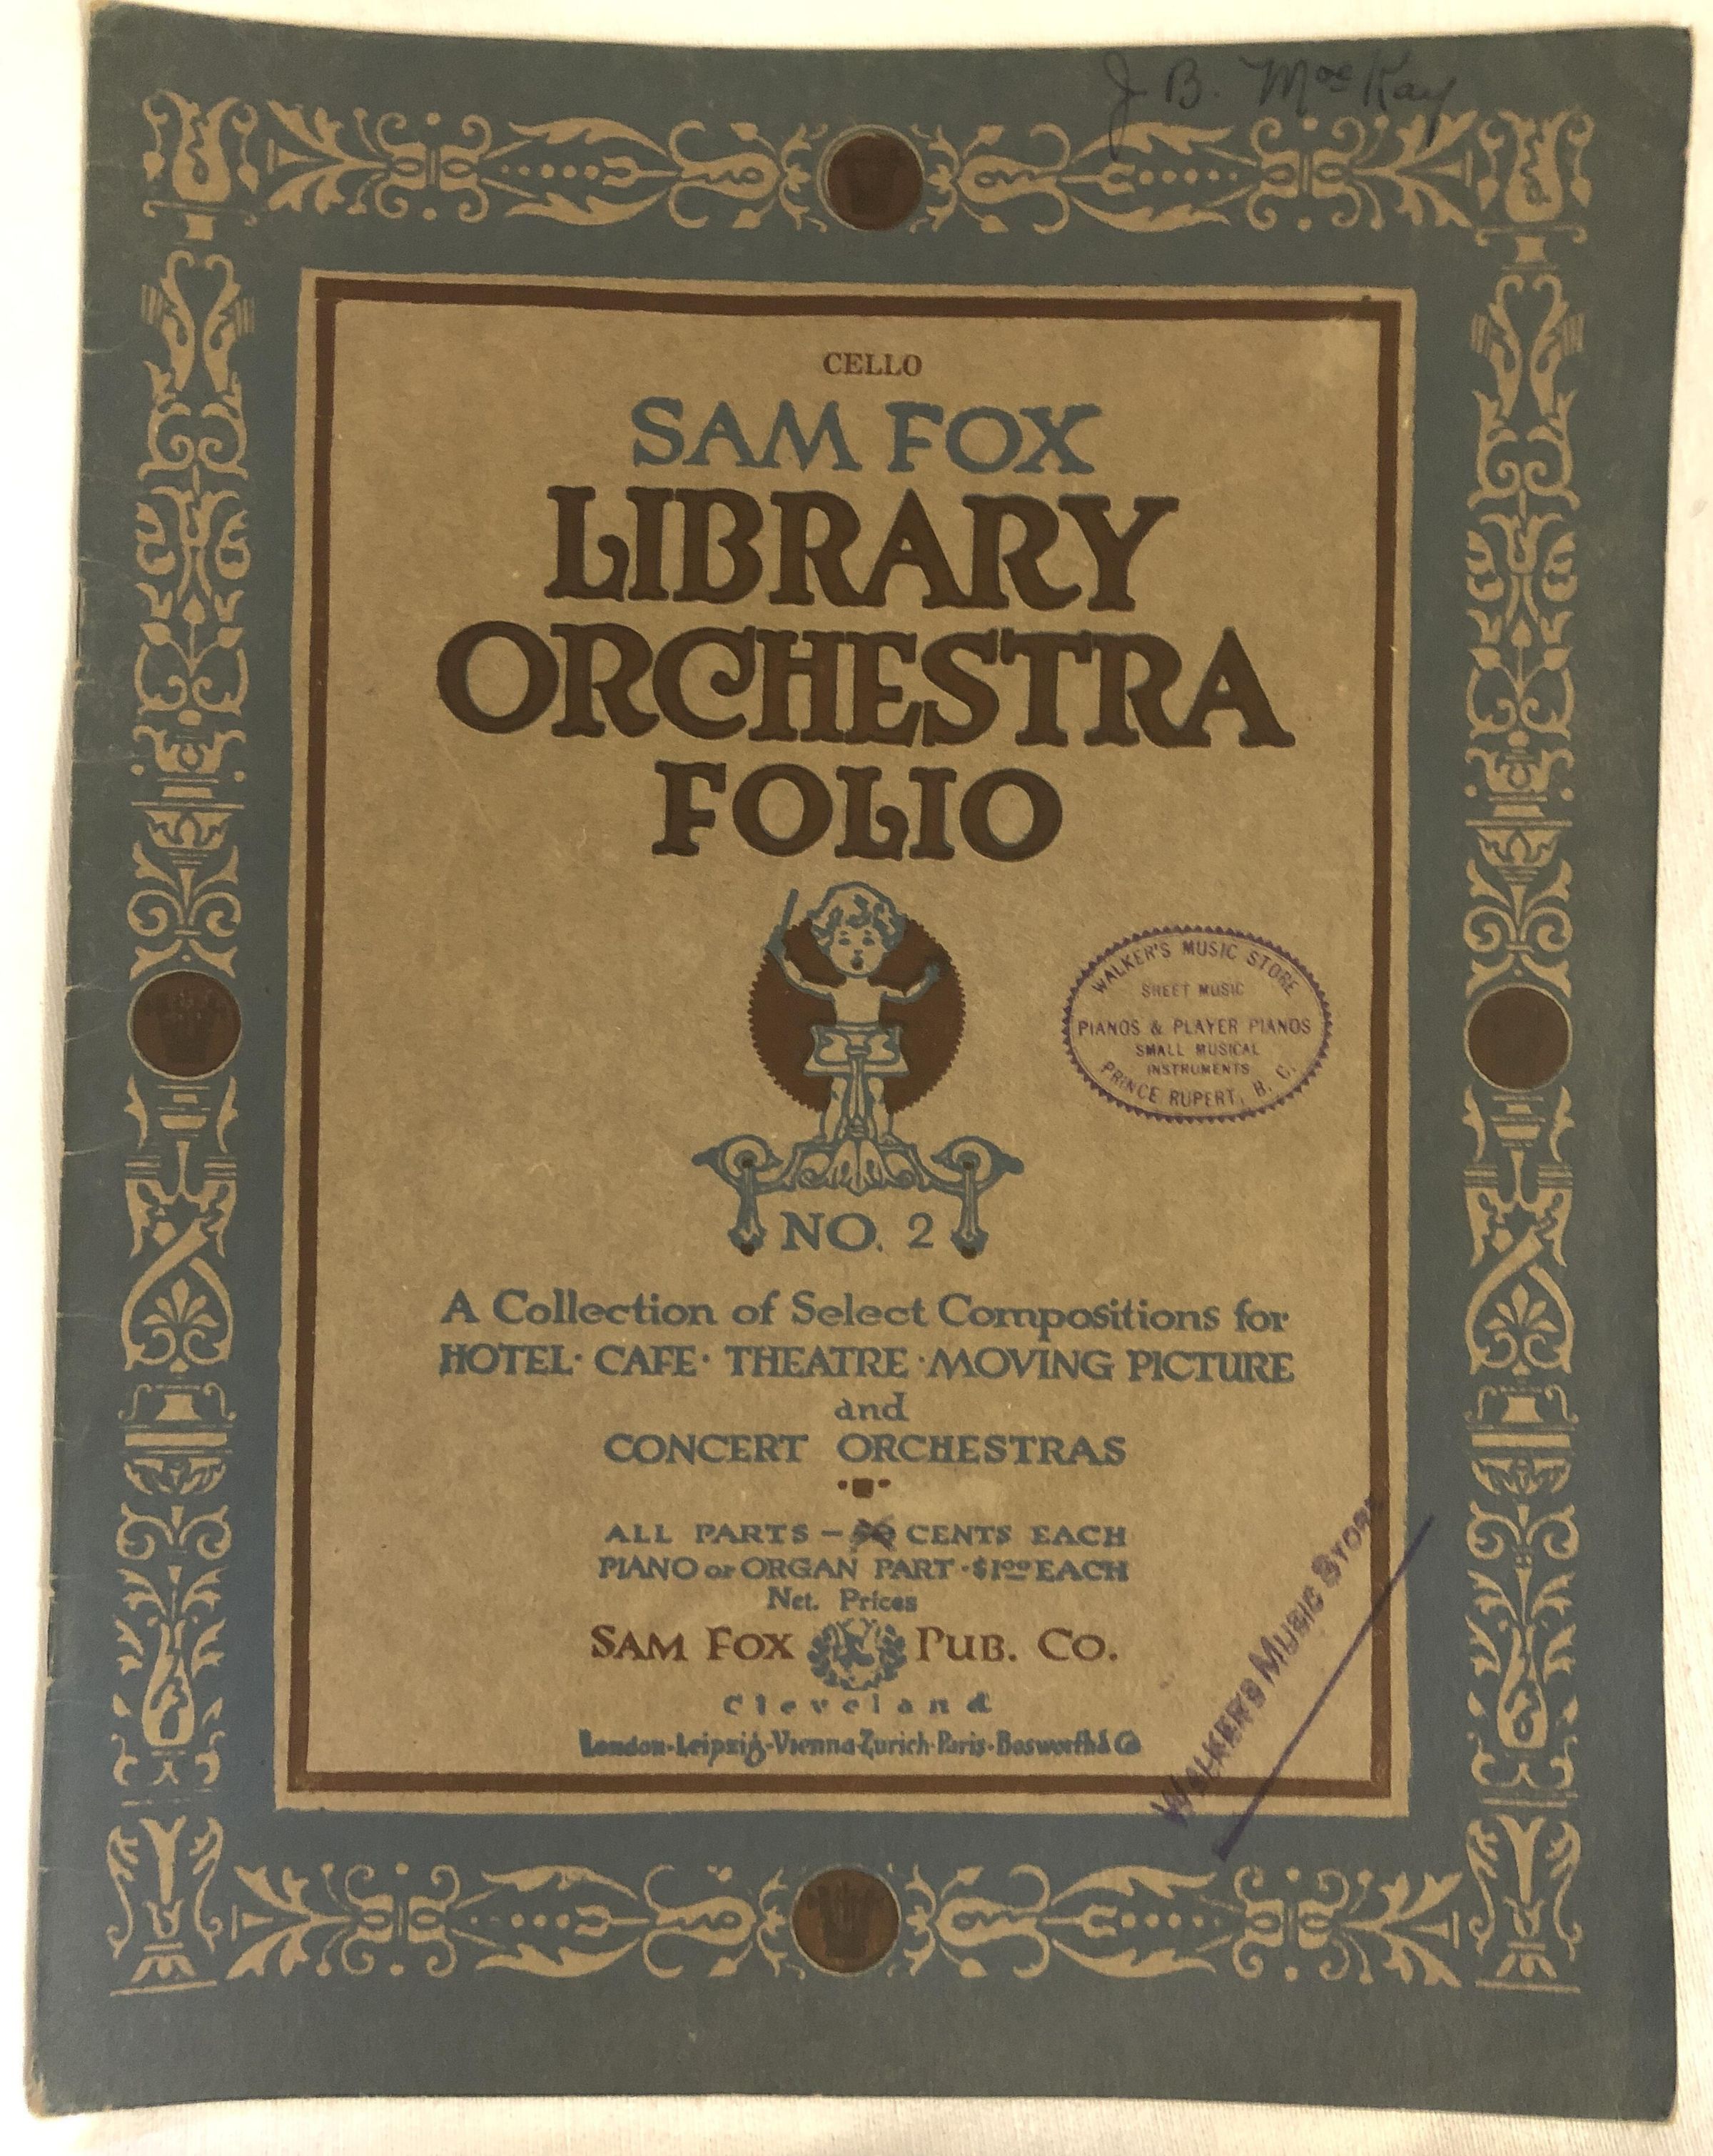 J B. MacKay
CELLO
SAM FOX
LIBRARY
ORCHESTRA
FOLIO
WALKER'S MUSIC STORE
SHEET MUSIC
PIANOS & PLAYER PIANOS
SMALL MUSICAL
INSTRUMENTS
PRINCE RUPERT, B. C.
NO. 2
A Collection of Select Compositions for
HOTEL · CAFE · THEATRE · MOVING PICTURE
and
CONCERT ORCHESTRAS
ALL PARTS – CENTS EACH
PIANO or ORGAN PART · $1.00 EACH
Net. Prices
SAM FOX PUB. CO.
Cleveland
London-Leipzig-Vienna-Zurich-Paris-Bosworth & Co
WALKER'S MUSIC STORE